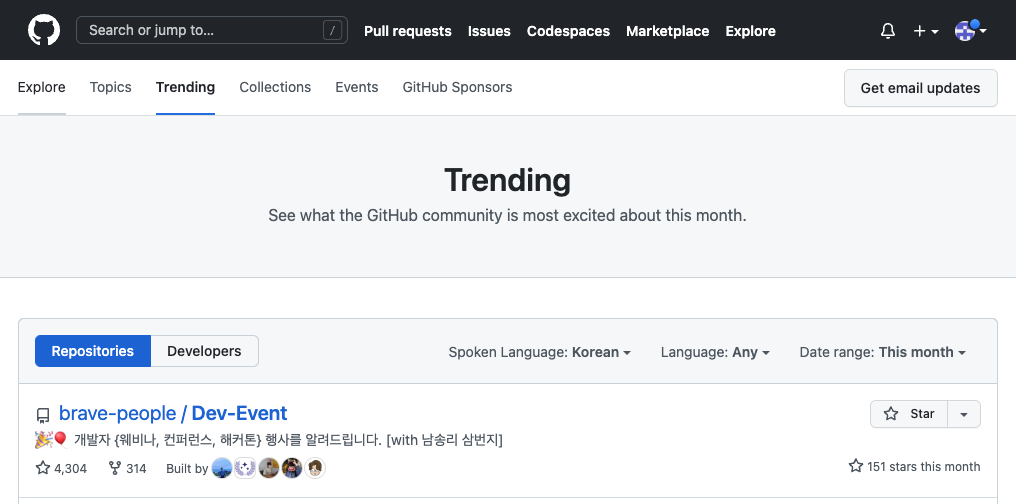 Search or jump to... /
Pull requests Issues Codespaces Marketplace Explore
Explore Topics Trending Collections Events GitHub Sponsors
Get email updates
Trending
See what the GitHub community is most excited about this month.
Repositories Developers
Spoken Language: Korean Language: Any Date range: This month
brave-people / Dev-Event
Star
개발자 {웨비나, 컨퍼런스, 해커톤} 행사를 알려드립니다. [with 남송리 삼번지]
4,304 314 Built by
151 stars this month